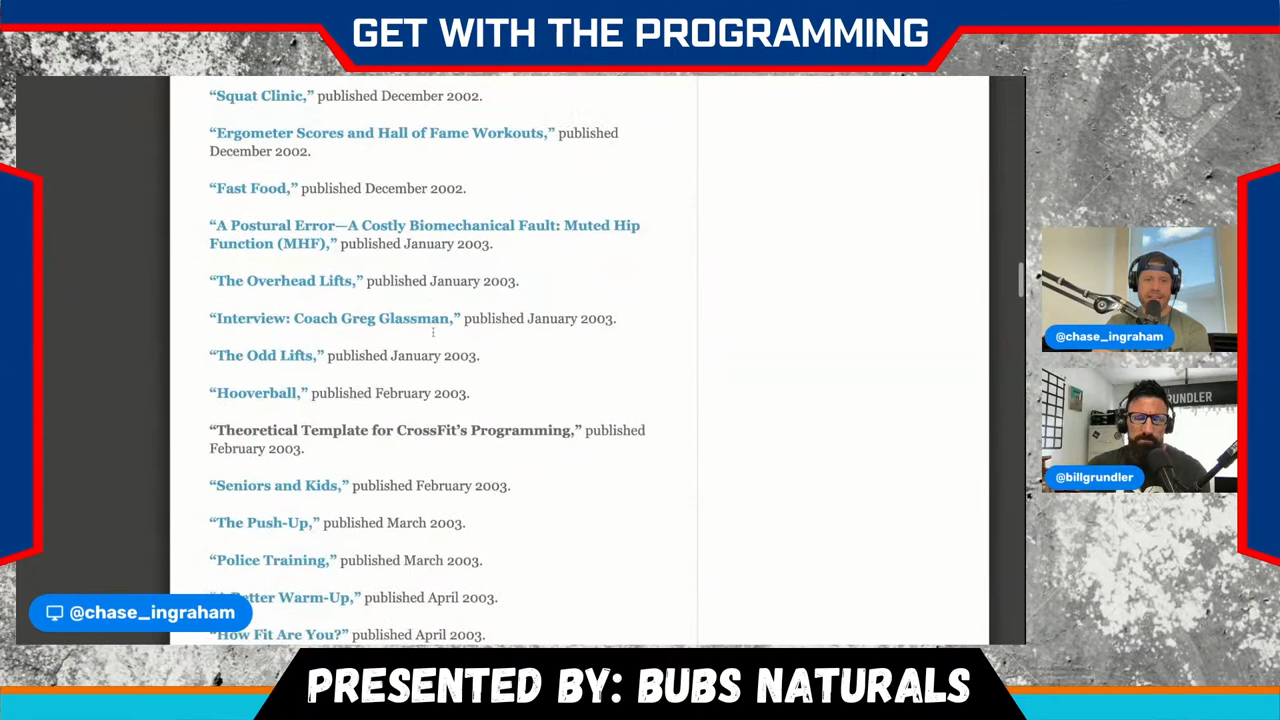 GET WITH THE PROGRAMMING
“Squat Clinic,” published December 2002.
“Ergometer Scores and Hall of Fame Workouts,” published
December 2002.
“Fast Food,” published December 2002.
“A Postural Error—A Costly Biomechanical Fault: Muted Hip
Function (MHF),” published January 2003.
“The Overhead Lifts,” published January 2003.
“Interview: Coach Greg Glassman,” published January 2003.
“The Odd Lifts,” published January 2003.
“Hooverball,” published February 2003.
“Theoretical Template for CrossFit’s Programming,” published
February 2003.
“Seniors and Kids,” published February 2003.
“The Push-Up,” published March 2003.
“Police Training,” published March 2003.
Better Warm-Up,” published April 2003.
“How Fit Are You?” published April 2003.
@chase_ingraham
@chase_ingraham
RUNDLER
@billgrundler
PRESENTED BY: BUBS NATURALS